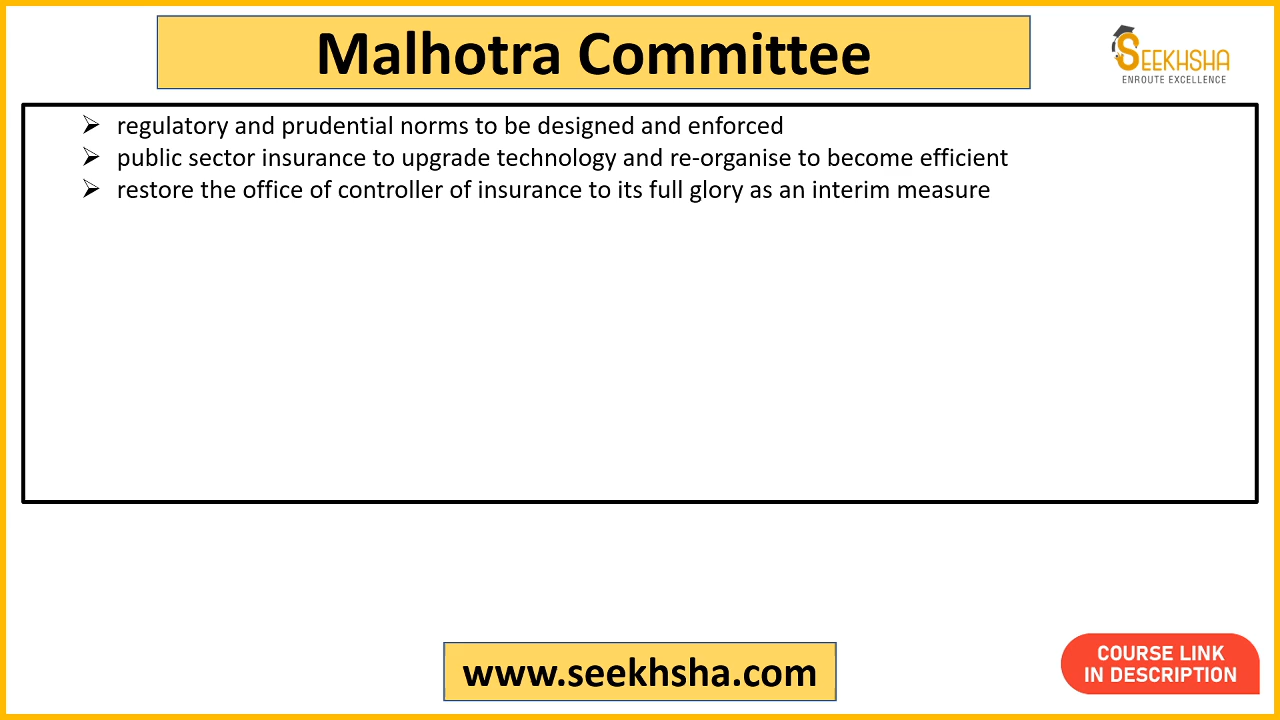 Malhotra Committee
SEEKHSHA
ENROUTE EXCELLENCE
➢ regulatory and prudential norms to be designed and enforced
➢ public sector insurance to upgrade technology and re-organise to become efficient
➢ restore the office of controller of insurance to its full glory as an interim measure
www.seekhsha.com
COURSE LINK
IN DESCRIPTION